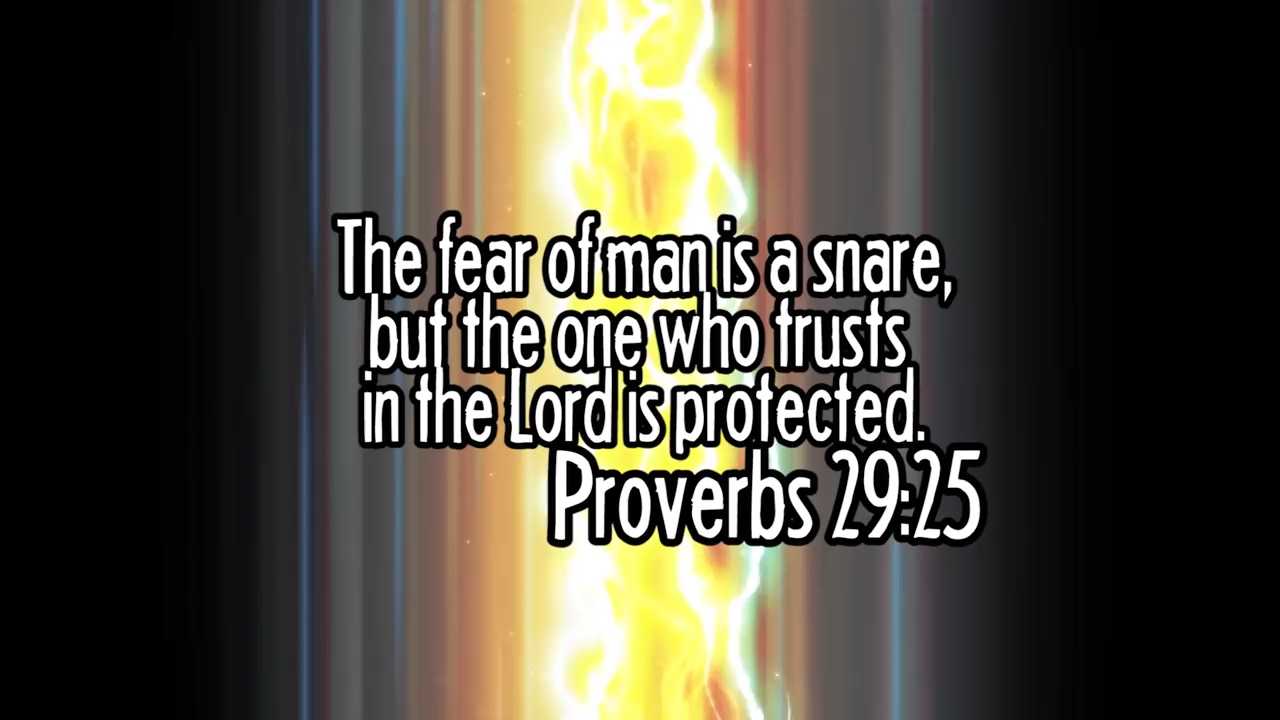 The fear of man is a snare,
but the one who trusts
in the Lord is protected.
Proverbs 29:25